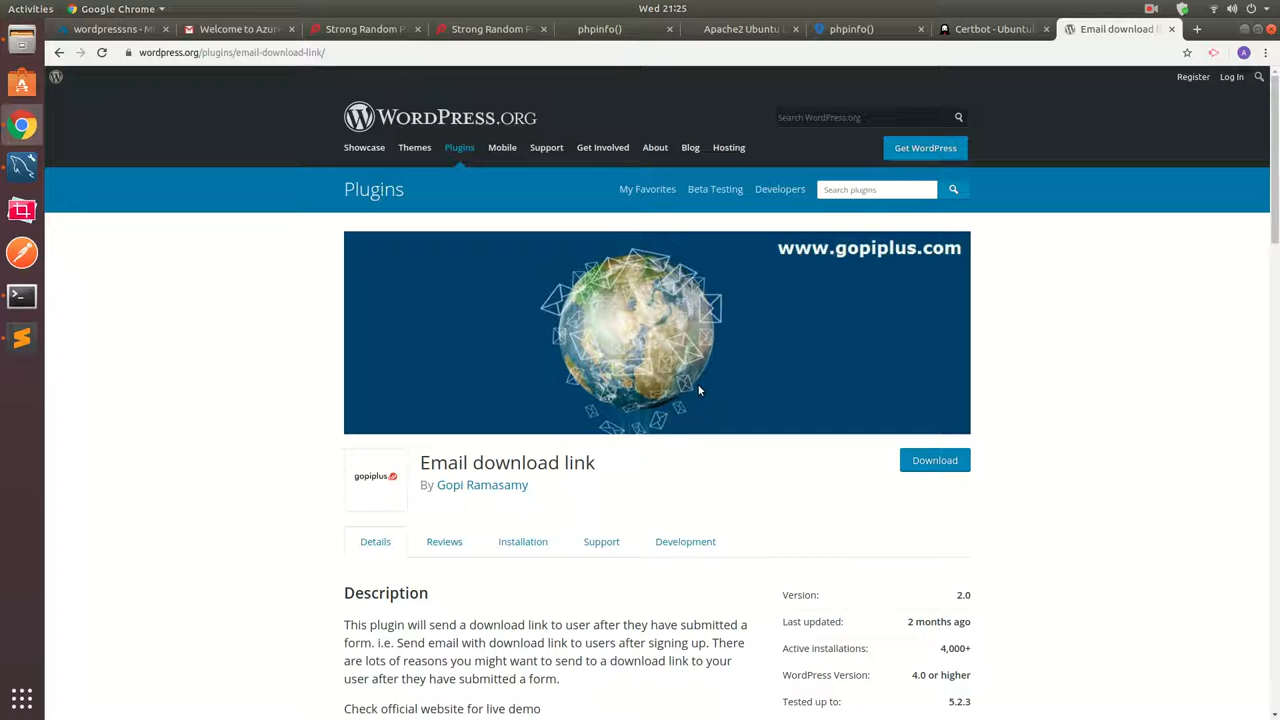 Activities
Google Chrome
Wed 21:25
wordpresssns - M
Welcome to Azure
Strong Random P
Strong Random P
phpinfo()
Apache2 Ubuntu
phpinfo()
Certbot - Ubuntu
Email download l
wordpress.org/plugins/email-download-link/
A
Register
Log In
WORDPRESS.ORG
Search WordPress.org
Showcase
Themes
Plugins
Mobile
Support
Get Involved
About
Blog
Hosting
Get WordPress
Plugins
My Favorites
Beta Testing
Developers
Search plugins
www.gopiplus.com
gopiplus
Email download link
By Gopi Ramasamy
Download
Details
Reviews
Installation
Support
Development
Description
This plugin will send a download link to user after they have submitted a
form. i.e. Send email with download link to users after signing up. There
are lots of reasons you might want to send to a download link to your
user after they have submitted a form.
Check official website for live demo
Version: 2.0
Last updated: 2 months ago
Active installations: 4,000+
WordPress Version: 4.0 or higher
Tested up to: 5.2.3